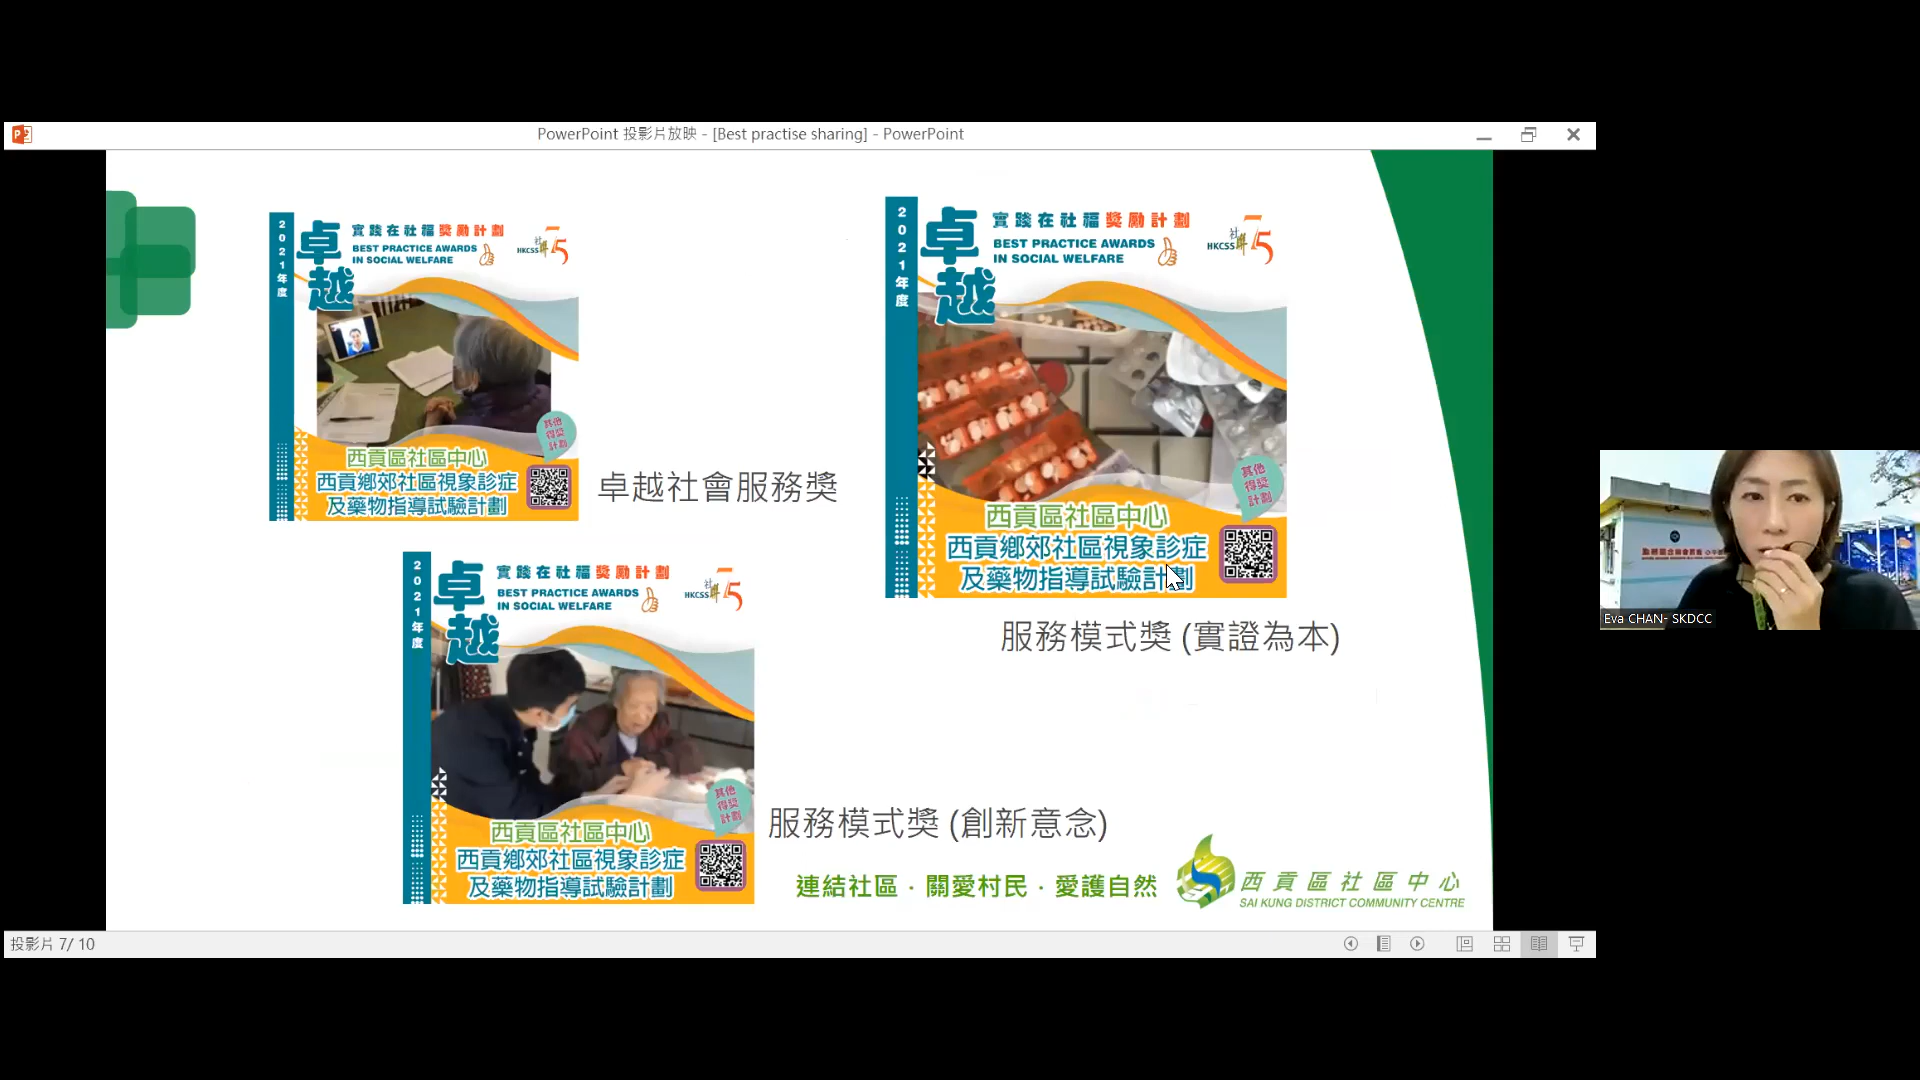 PowerPoint 投影片放映 - [Best practise sharing] - PowerPoint
2021年度
卓越
實踐在社福獎勵計劃
BEST PRACTICE AWARDS
IN SOCIAL WELFARE
HKCSS 社聯 75
其他
得獎
計劃
西貢區社區中心
西貢鄉郊社區視象診症
及藥物指導試驗計劃
卓越社會服務獎
2021年度
卓越
實踐在社福獎勵計劃
BEST PRACTICE AWARDS
IN SOCIAL WELFARE
HKCSS 社聯 75
其他
得獎
計劃
西貢區社區中心
西貢鄉郊社區視象診症
及藥物指導試驗計劃
服務模式獎 (實證為本)
2021年度
卓越
實踐在社福獎勵計劃
BEST PRACTICE AWARDS
IN SOCIAL WELFARE
HKCSS 社聯 75
其他
得獎
計劃
西貢區社區中心
西貢鄉郊社區視象診症
及藥物指導試驗計劃
服務模式獎 (創新意念)
連結社區 · 關愛村民 · 愛護自然
西貢區社區中心
SAI KUNG DISTRICT COMMUNITY CENTRE
投影片 7/ 10
Eva CHAN- SKDCC